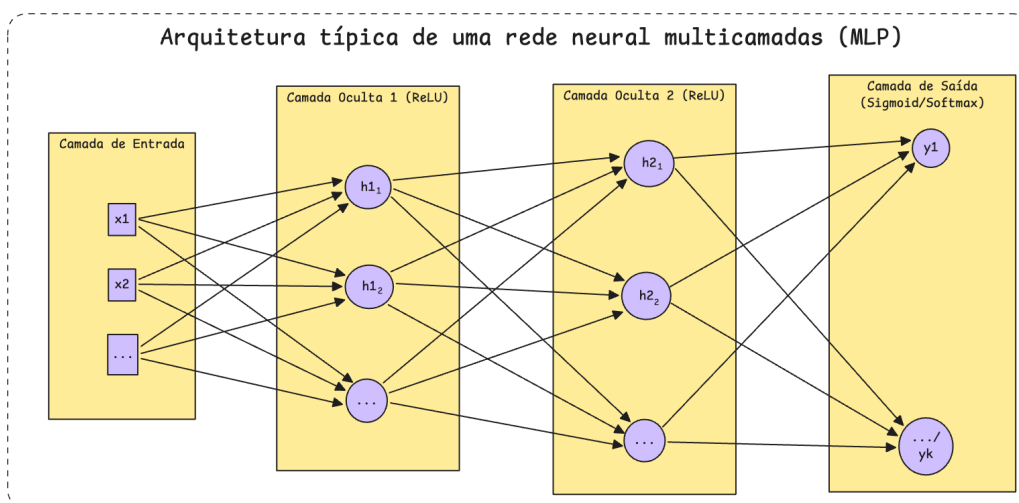 Arquitetura típica de uma rede neural multicamadas (MLP)
Camada de Entrada
x1
x2
...
Camada Oculta 1 (ReLU)
h1₁
h1₂
...
Camada Oculta 2 (ReLU)
h2₁
h2₂
...
Camada de Saída
(Sigmoid/Softmax)
y1
.../
yk